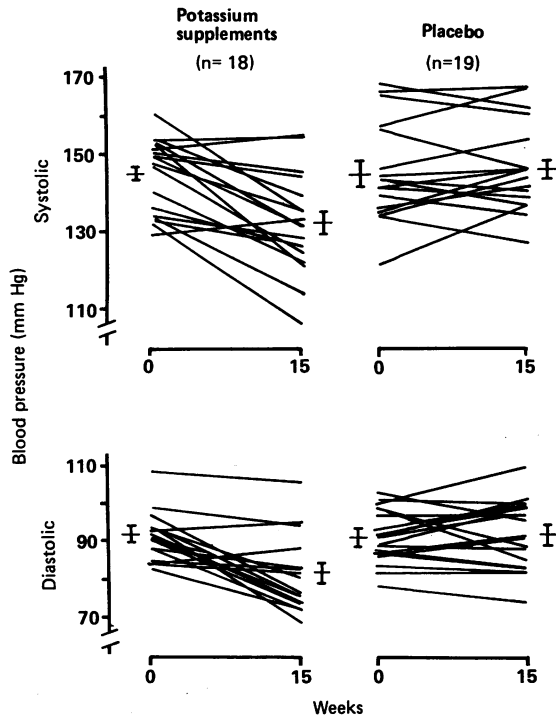 Potassium
supplements
(n= 18)
Placebo
(n=19)
Systolic
170
150
130
110
0
15
0
15
Blood pressure (mm Hg)
Diastolic
110
90
70
0
15
0
15
Weeks